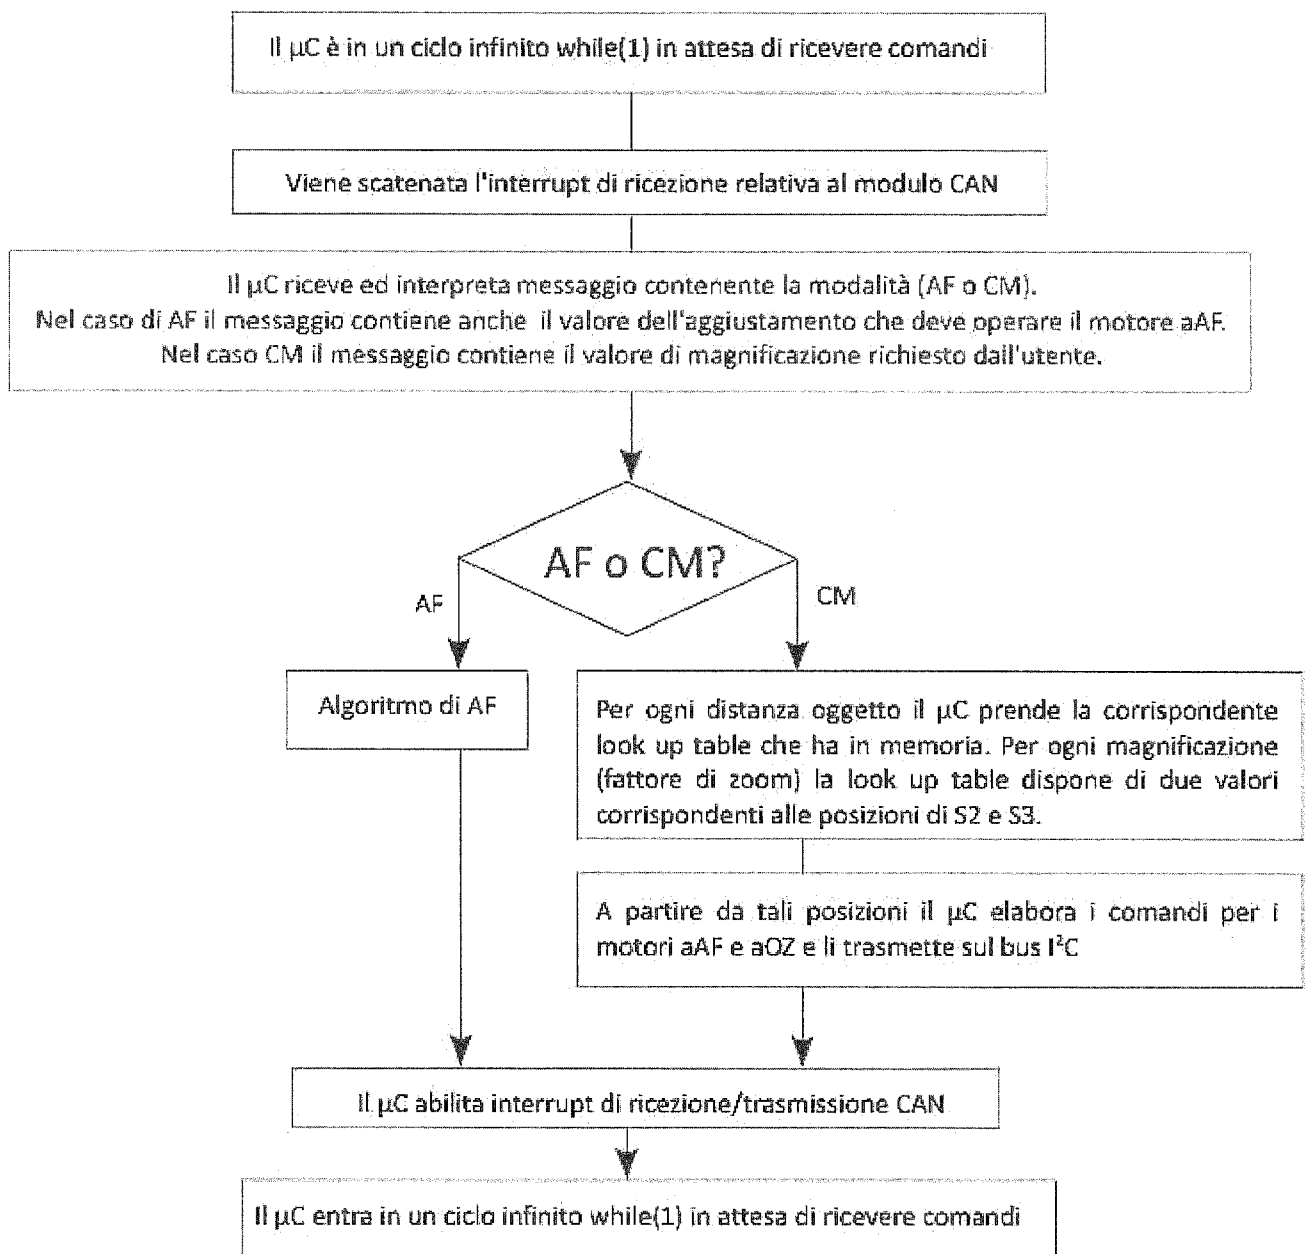 Il µC è in un ciclo infinito while(1) in attesa di ricevere comandi
Viene scatenata l'interrupt di ricezione relativa al modulo CAN
Il µC riceve ed interpreta messaggio contenente la modalità (AF o CM).
Nel caso di AF il messaggio contiene anche il valore dell'aggiustamento che deve operare il motore aAF.
Nel caso CM il messaggio contiene il valore di magnificazione richiesto dall'utente.
AF o CM?
AF
CM
Algoritmo di AF
Per ogni distanza oggetto il µC prende la corrispondente
look up table che ha in memoria. Per ogni magnificazione
(fattore di zoom) la look up table dispone di due valori
corrispondenti alle posizioni di S2 e S3.
A partire da tali posizioni il µC elabora i comandi per i
motori aAF e aOZ e li trasmette sul bus I²C
Il µC abilita interrupt di ricezione/trasmissione CAN
Il µC entra in un ciclo infinito while(1) in attesa di ricevere comandi